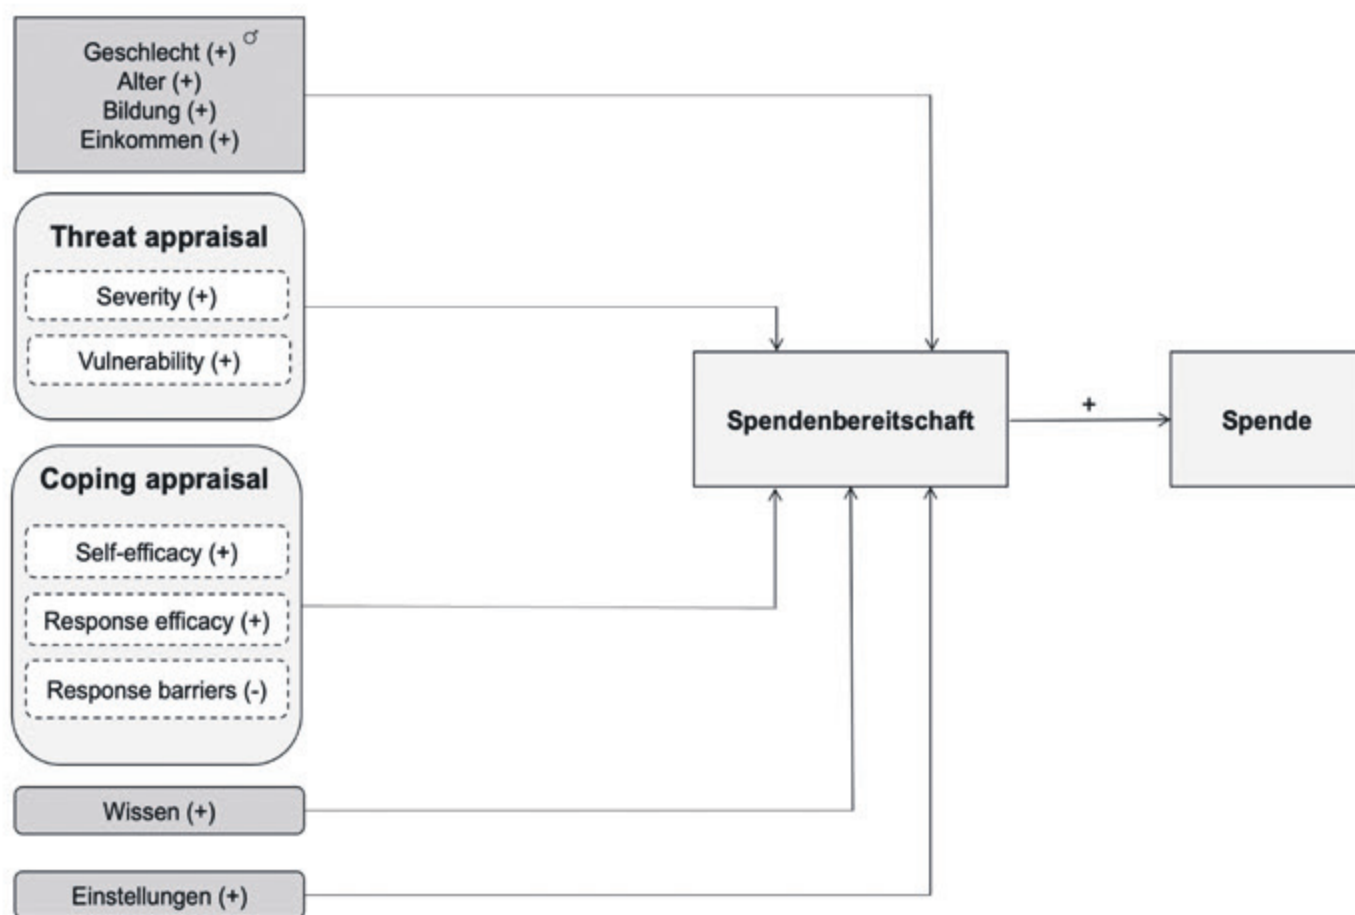 Geschlecht (+) ♂
Alter (+)
Bildung (+)
Einkommen (+)
Threat appraisal
Severity (+)
Vulnerability (+)
Coping appraisal
Self-efficacy (+)
Response efficacy (+)
Response barriers (-)
Wissen (+)
Einstellungen (+)
Spendenbereitschaft
+
Spende